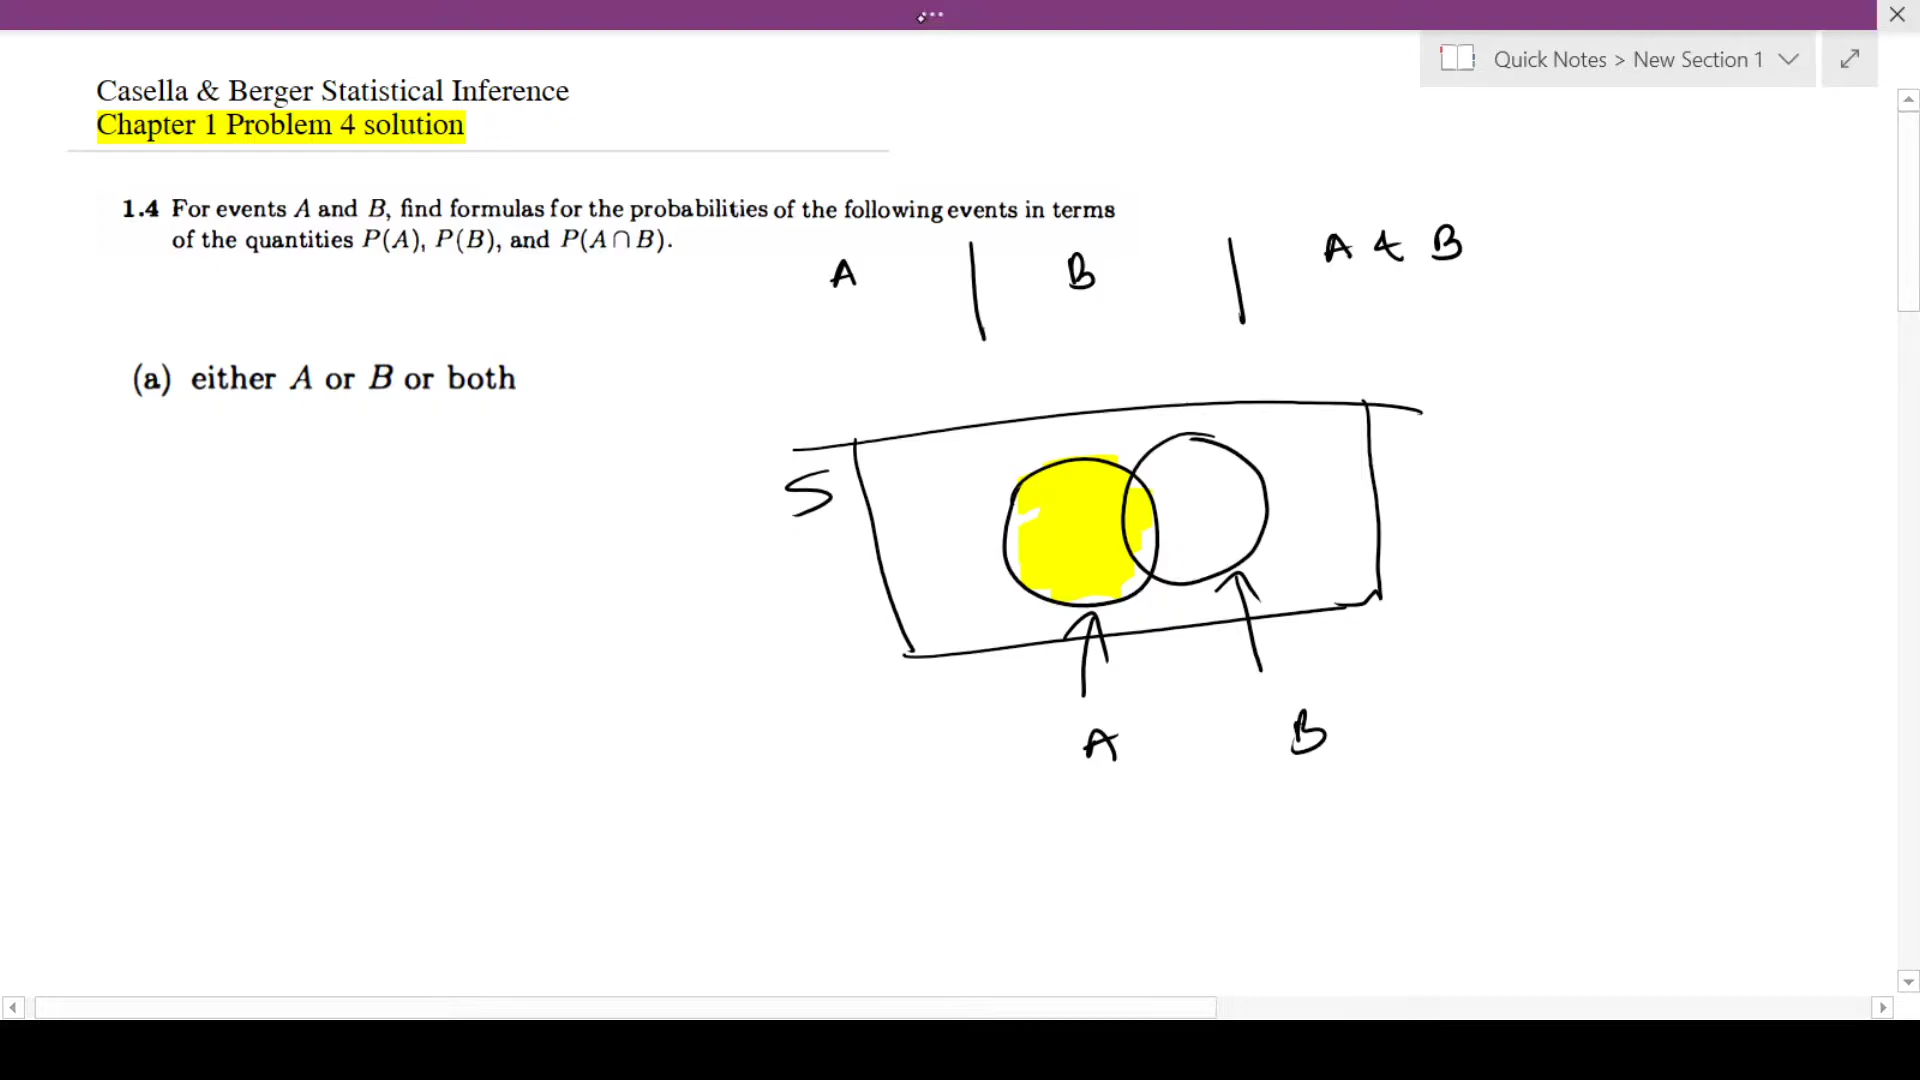 Quick Notes > New Section 1
Casella & Berger Statistical Inference
Chapter 1 Problem 4 solution
1.4 For events A and B, find formulas for the probabilities of the following events in terms
of the quantities P(A), P(B), and P(A∩B).
A | B | A & B
(a) either A or B or both
S
A B